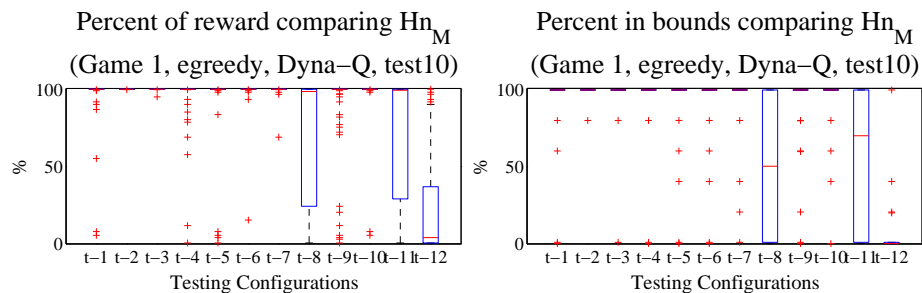 Percent of reward comparing Hn_M
(Game 1, egreedy, Dyna−Q, test10)
100
50
0
%
t−1 t−2 t−3 t−4 t−5 t−6 t−7 t−8 t−9 t−10 t−11 t−12
Testing Configurations
Percent in bounds comparing Hn_M
(Game 1, egreedy, Dyna−Q, test10)
100
50
0
%
t−1 t−2 t−3 t−4 t−5 t−6 t−7 t−8 t−9 t−10 t−11 t−12
Testing Configurations